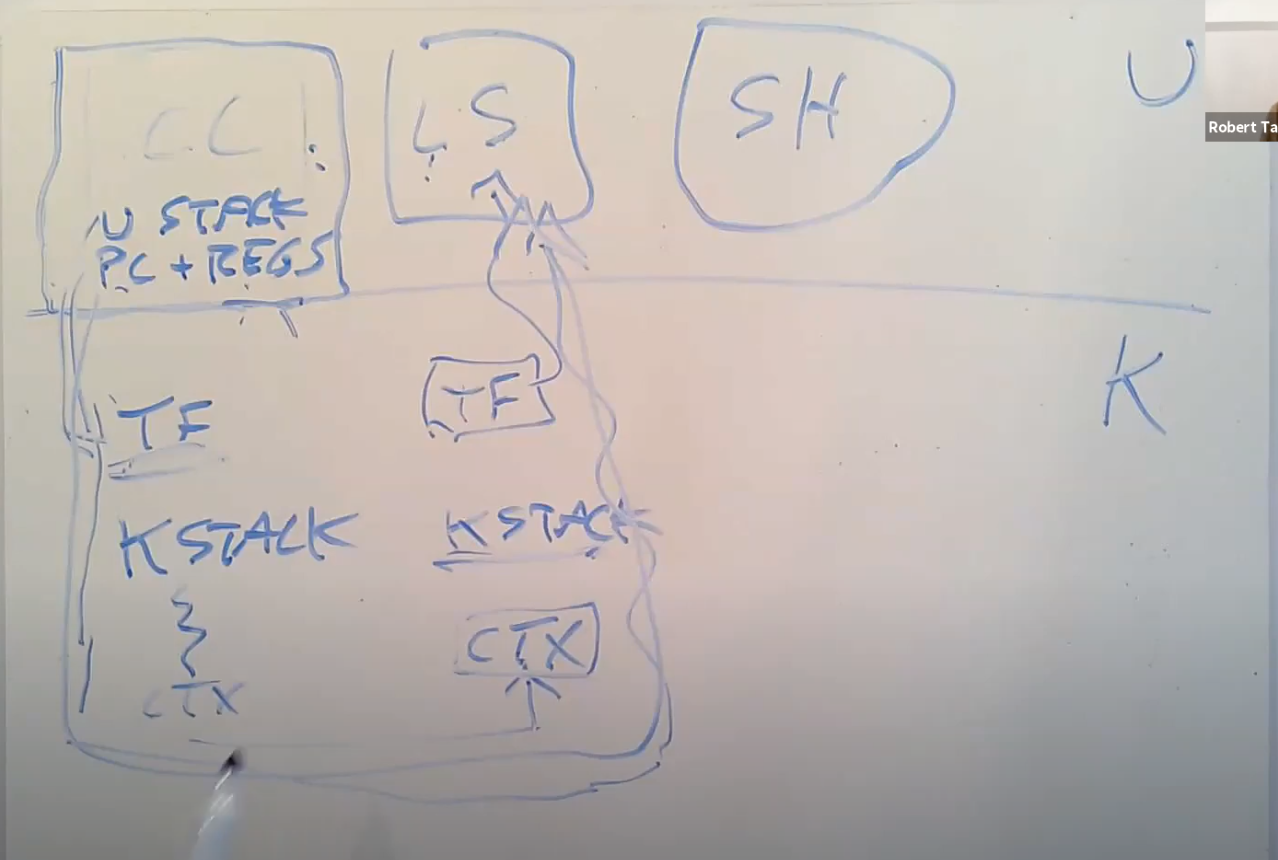 CC
LS
SH
U
Robert Ta
U STACK
PC + REGS
K
TF
TF
KSTACK
KSTACK
CTX
CTX